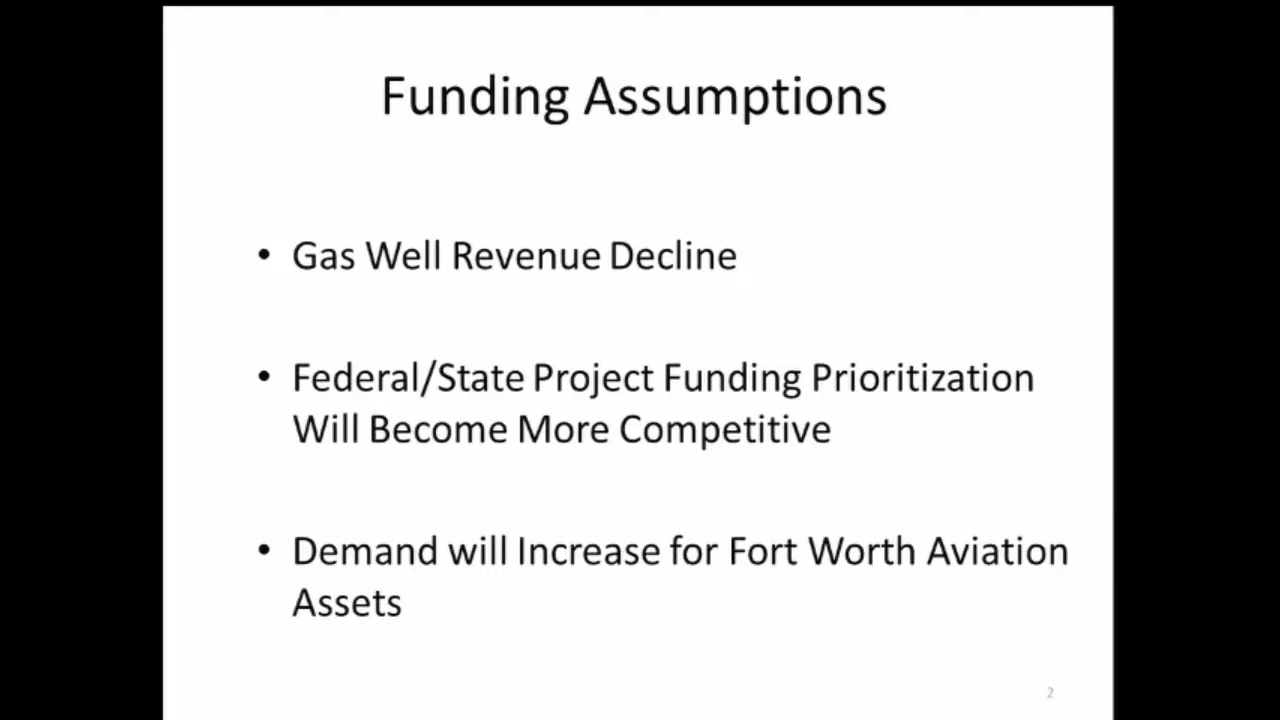 Funding Assumptions
• Gas Well Revenue Decline
• Federal/State Project Funding Prioritization
Will Become More Competitive
• Demand will Increase for Fort Worth Aviation
Assets
2